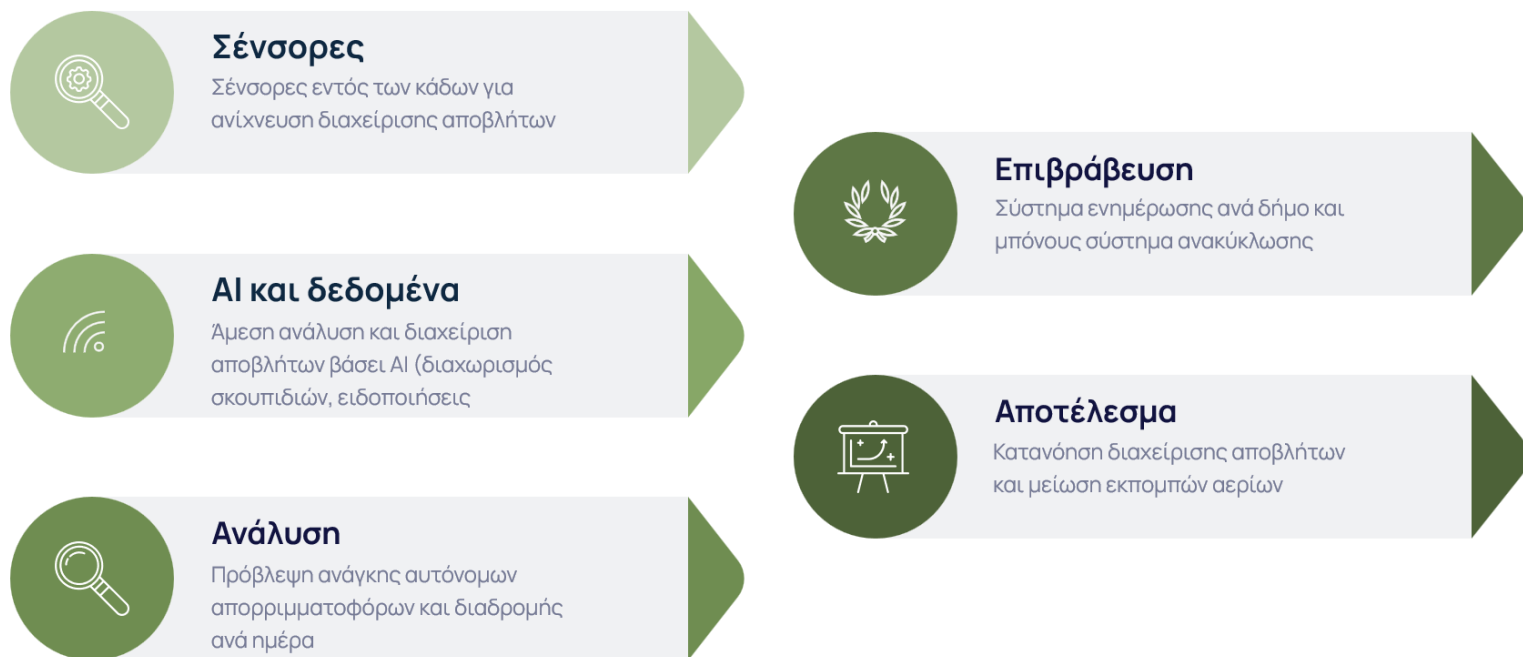 Σένσορες
Σένσορες εντός των κάδων για
ανίχνευση διαχείρισης αποβλήτων
AI και δεδομένα
Άμεση ανάλυση και διαχείριση
αποβλήτων βάσει AI (διαχωρισμός
σκουπιδιών, ειδοποιήσεις
Ανάλυση
Πρόβλεψη ανάγκης αυτόνομων
απορριμματοφόρων και διαδρομής
ανά ημέρα
Επιβράβευση
Σύστημα ενημέρωσης ανά δήμο και
μπόνους σύστημα ανακύκλωσης
Αποτέλεσμα
Κατανόηση διαχείρισης αποβλήτων
και μείωση εκπομπών αερίων